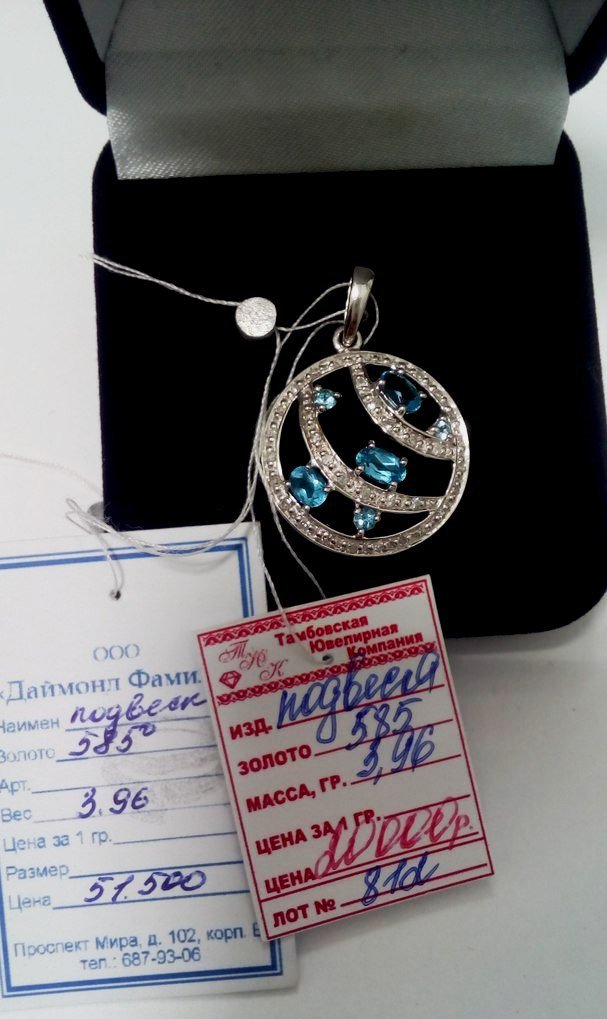 ООО
«Даймонд Фами
Наимен подвеск
Золото 585°
Арт.
Вес 3.96
Цена за 1 гр.
Размер
Цена 51.500
Проспект Мира, д. 102, корп.
тел.: 687-93-06
Тамбовская
Ювелирная
Компания
ТЮК
ИЗД. подвеска
ЗОЛОТО 585
МАССА, ГР. 3,96
ЦЕНА ЗА 1 ГР.
ЦЕНА 20000р.
ЛОТ №